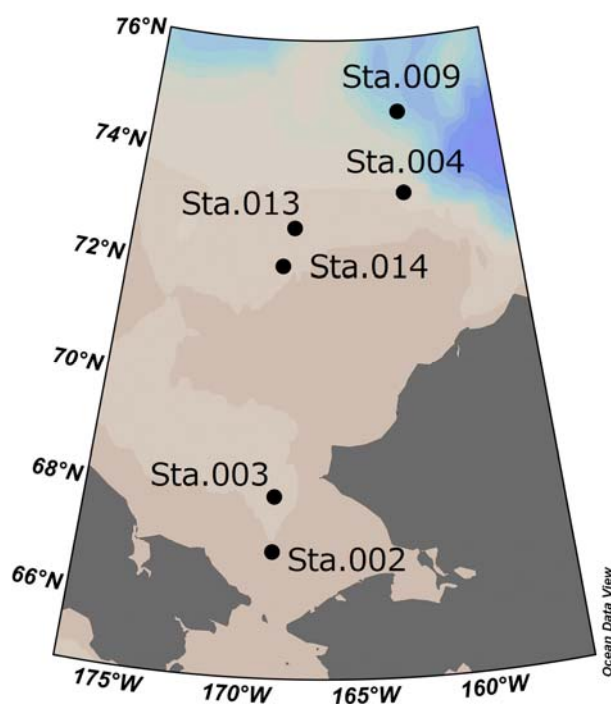 76°N
Sta.009
74°N
Sta.004
Sta.013
72°N
Sta.014
70°N
68°N
Sta.003
Sta.002
66°N
175°W
170°W
165°W
160°W
Ocean Data View